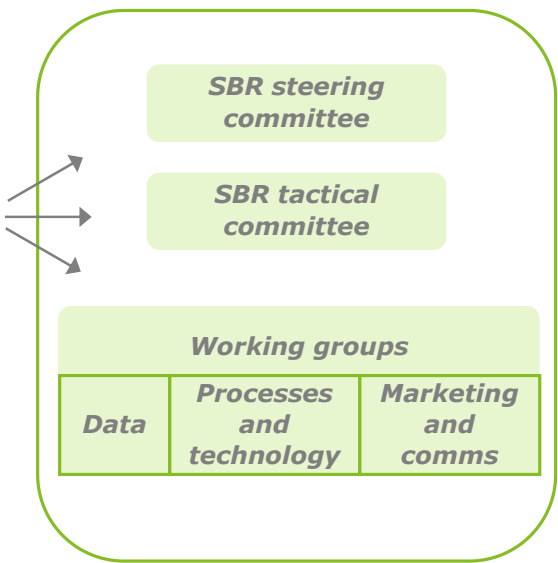 SBR steering
committee
SBR tactical
committee
Working groups
Data
Processes
and
technology
Marketing
and
comms